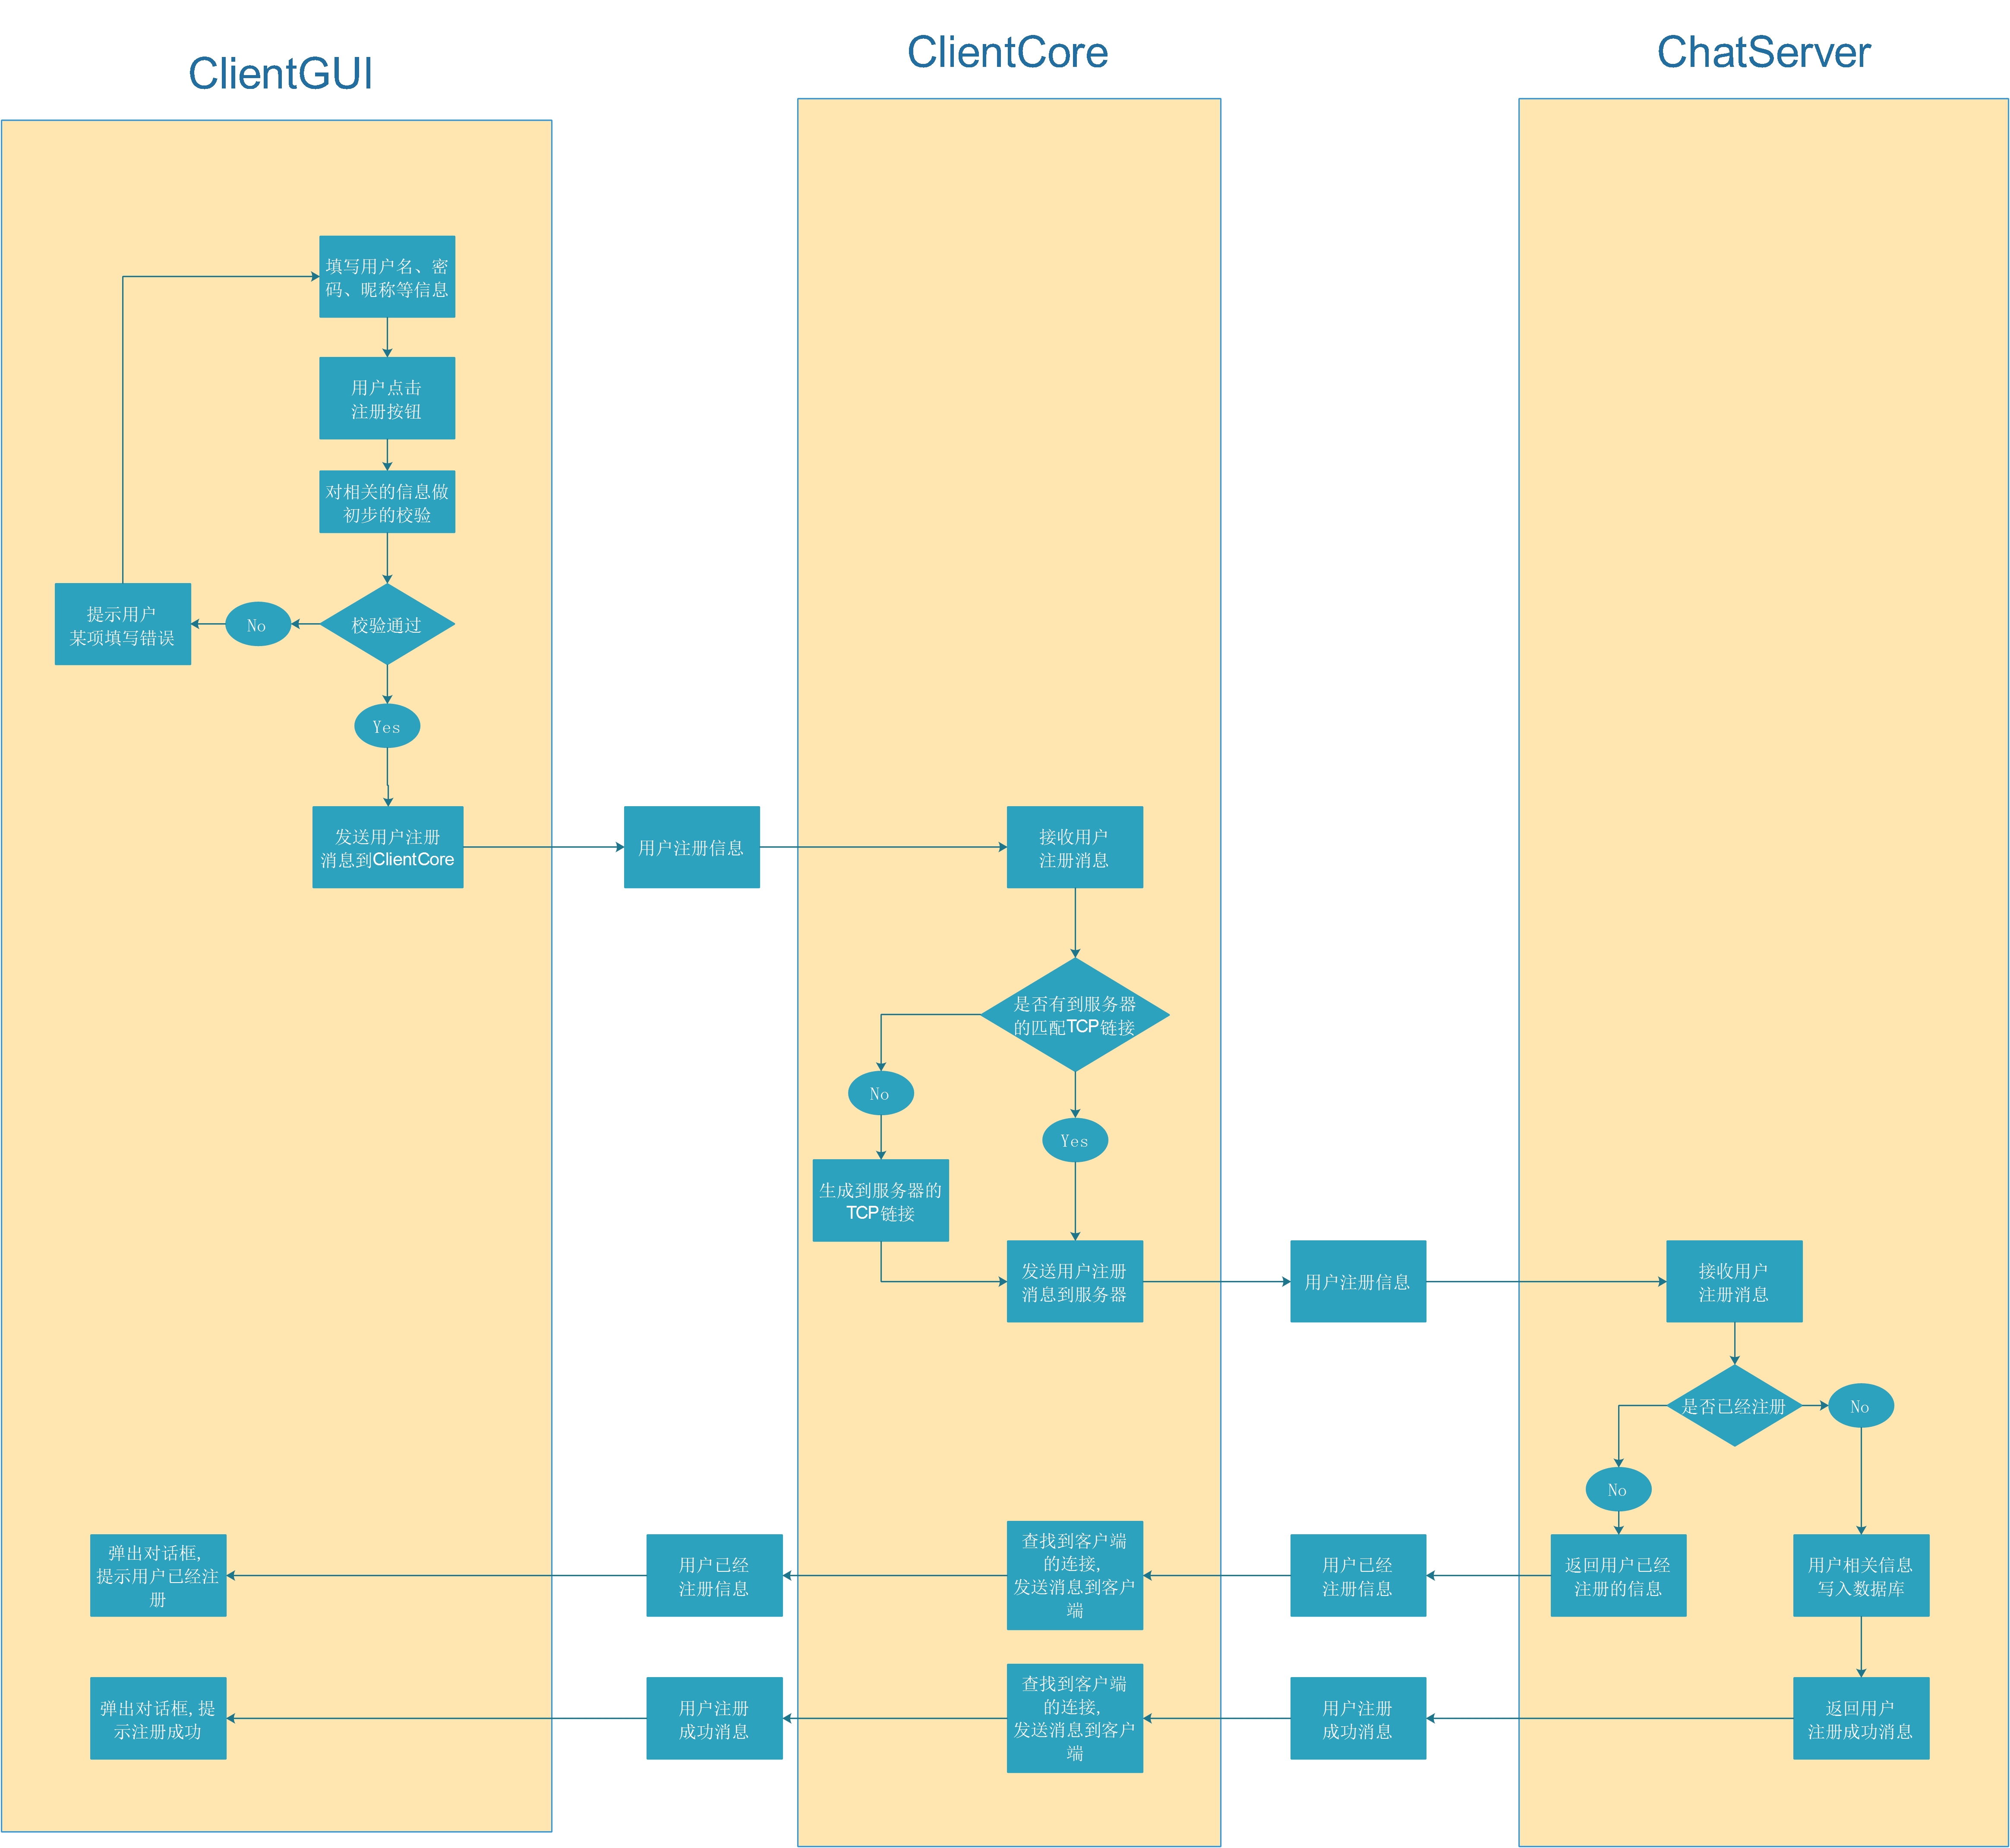 ClientGUI
ClientCore
ChatServer
填写用户名、密
码、昵称等信息
用户点击
注册按钮
对相关的信息做
初步的校验
校验通过
No
提示用户
某项填写错误
Yes
发送用户注册
消息到ClientCore
用户注册信息
接收用户
注册消息
是否有到服务器
的匹配TCP链接
No
Yes
生成到服务器的
TCP链接
发送用户注册
消息到服务器
用户注册信息
接收用户
注册消息
是否已经注册
No
No
返回用户已经
注册的信息
用户相关信息
写入数据库
用户已经
注册信息
查找到客户端
的连接,
发送消息到客户
端
用户已经
注册信息
弹出对话框,
提示用户已经注
册
返回用户
注册成功消息
用户注册
成功消息
查找到客户端
的连接,
发送消息到客户
端
用户注册
成功消息
弹出对话框,提
示注册成功